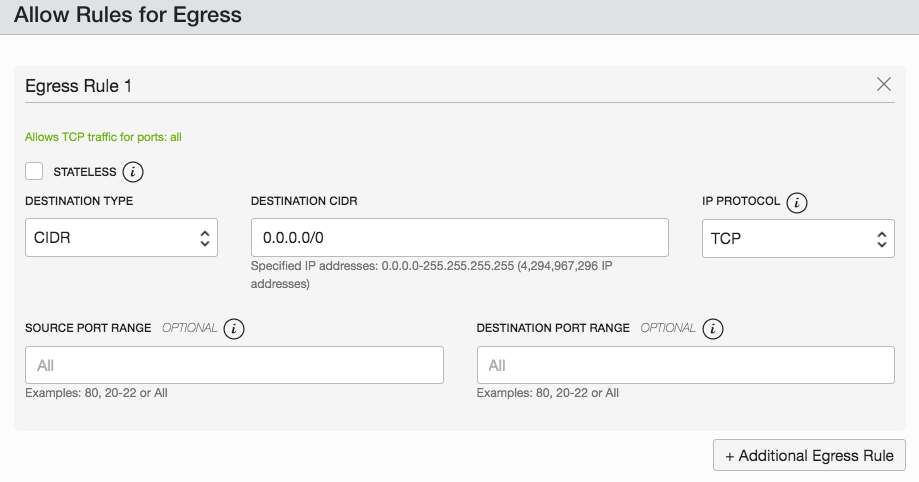 Allow Rules for Egress
Egress Rule 1
Allows TCP traffic for ports: all
STATELESS i
DESTINATION TYPE
CIDR
DESTINATION CIDR
0.0.0.0/0
Specified IP addresses: 0.0.0.0-255.255.255.255 (4,294,967,296 IP
addresses)
IP PROTOCOL i
TCP
SOURCE PORT RANGE OPTIONAL i
All
Examples: 80, 20-22 or All
DESTINATION PORT RANGE OPTIONAL i
All
Examples: 80, 20-22 or All
+ Additional Egress Rule